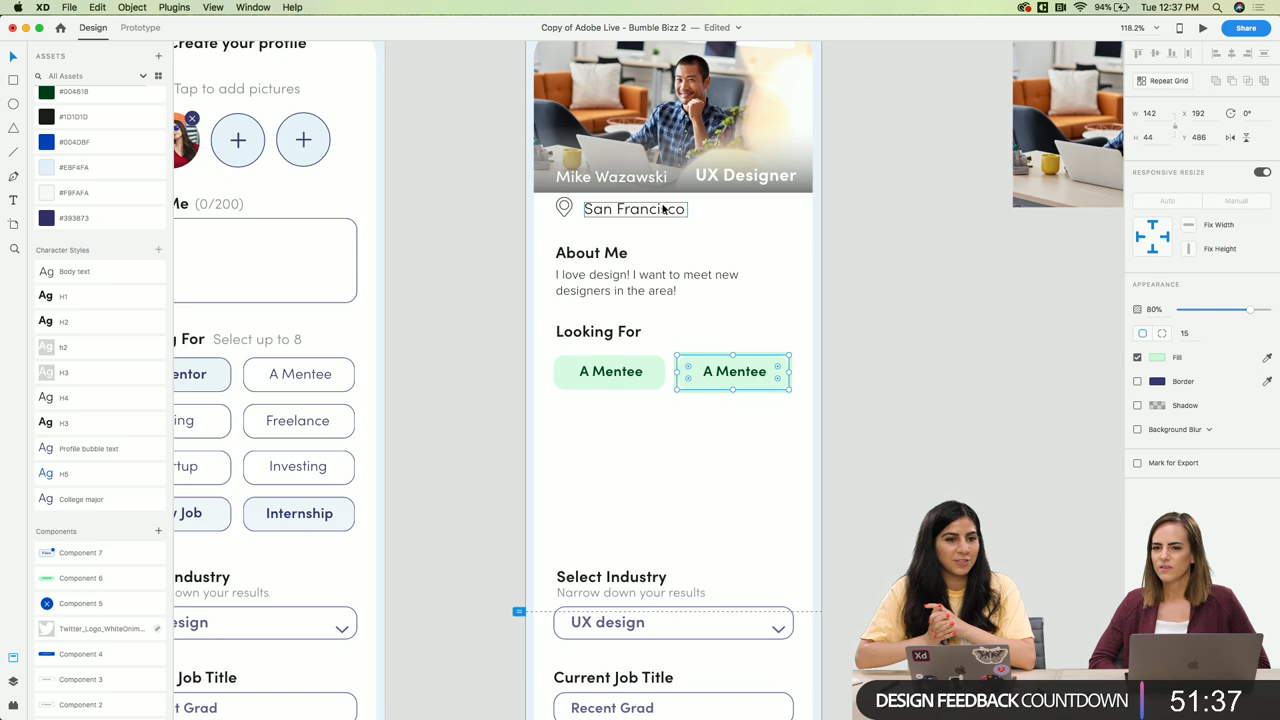 XD File Edit Object Plugins View Window Help
94% Tue 12:37 PM
Design Prototype
Copy of Adobe Live - Bumble Bizz 2 — Edited
118.2%
Share
ASSETS
All Assets
#004618
#1D1D1D
#004DBF
#EBF4FA
#F9FAFA
#393873
Character Styles
Ag Body text
Ag H1
Ag H2
Ag h2
Ag H3
Ag H4
Ag H3
Ag Profile bubble text
Ag H5
Ag College major
Components
Component 7
Component 6
Component 5
Twitter_Logo_WhiteOnim...
Component 4
Component 3
Component 2
Create your profile
Tap to add pictures
Me (0/200)
For Select up to 8
entor A Mentee
ing Freelance
rtup Investing
y Job Internship
ndustry
own your results
esign
Job Title
t Grad
Mike Wazawski UX Designer
San Francisco
About Me
I love design! I want to meet new
designers in the area!
Looking For
A Mentee A Mentee
Select Industry
Narrow down your results
UX design
Current Job Title
Recent Grad
Repeat Grid
W 142 X 192 0°
H 44 Y 486
RESPONSIVE RESIZE
Auto Manual
Fix Width
Fix Height
APPEARANCE
80%
15
Fill
Border
Shadow
Background Blur
Mark for Export
Xd
DESIGN FEEDBACK COUNTDOWN 51:37